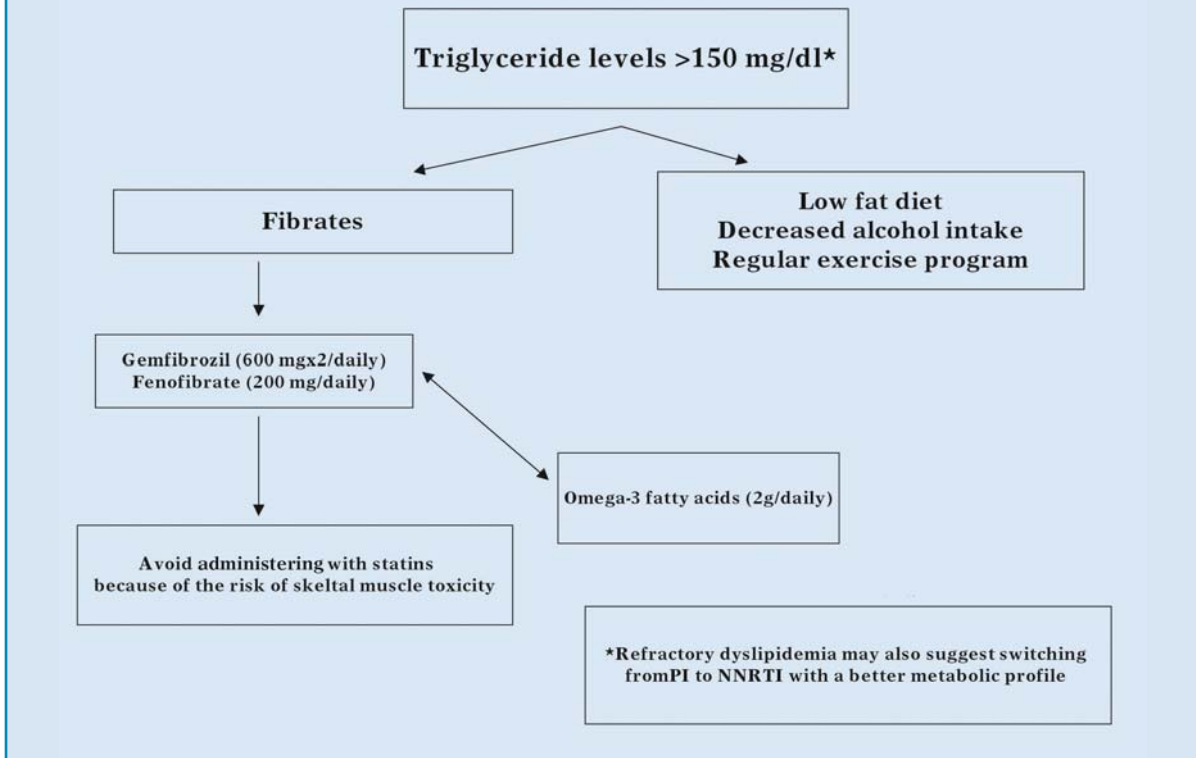 Triglyceride levels >150 mg/dl★
Fibrates
Low fat diet
Decreased alcohol intake
Regular exercise program
Gemfibrozil (600 mgx2/daily)
Fenofibrate (200 mg/daily)
Omega-3 fatty acids (2g/daily)
Avoid administering with statins
because of the risk of skeltal muscle toxicity
★Refractory dyslipidemia may also suggest switching
fromPI to NNRTI with a better metabolic profile